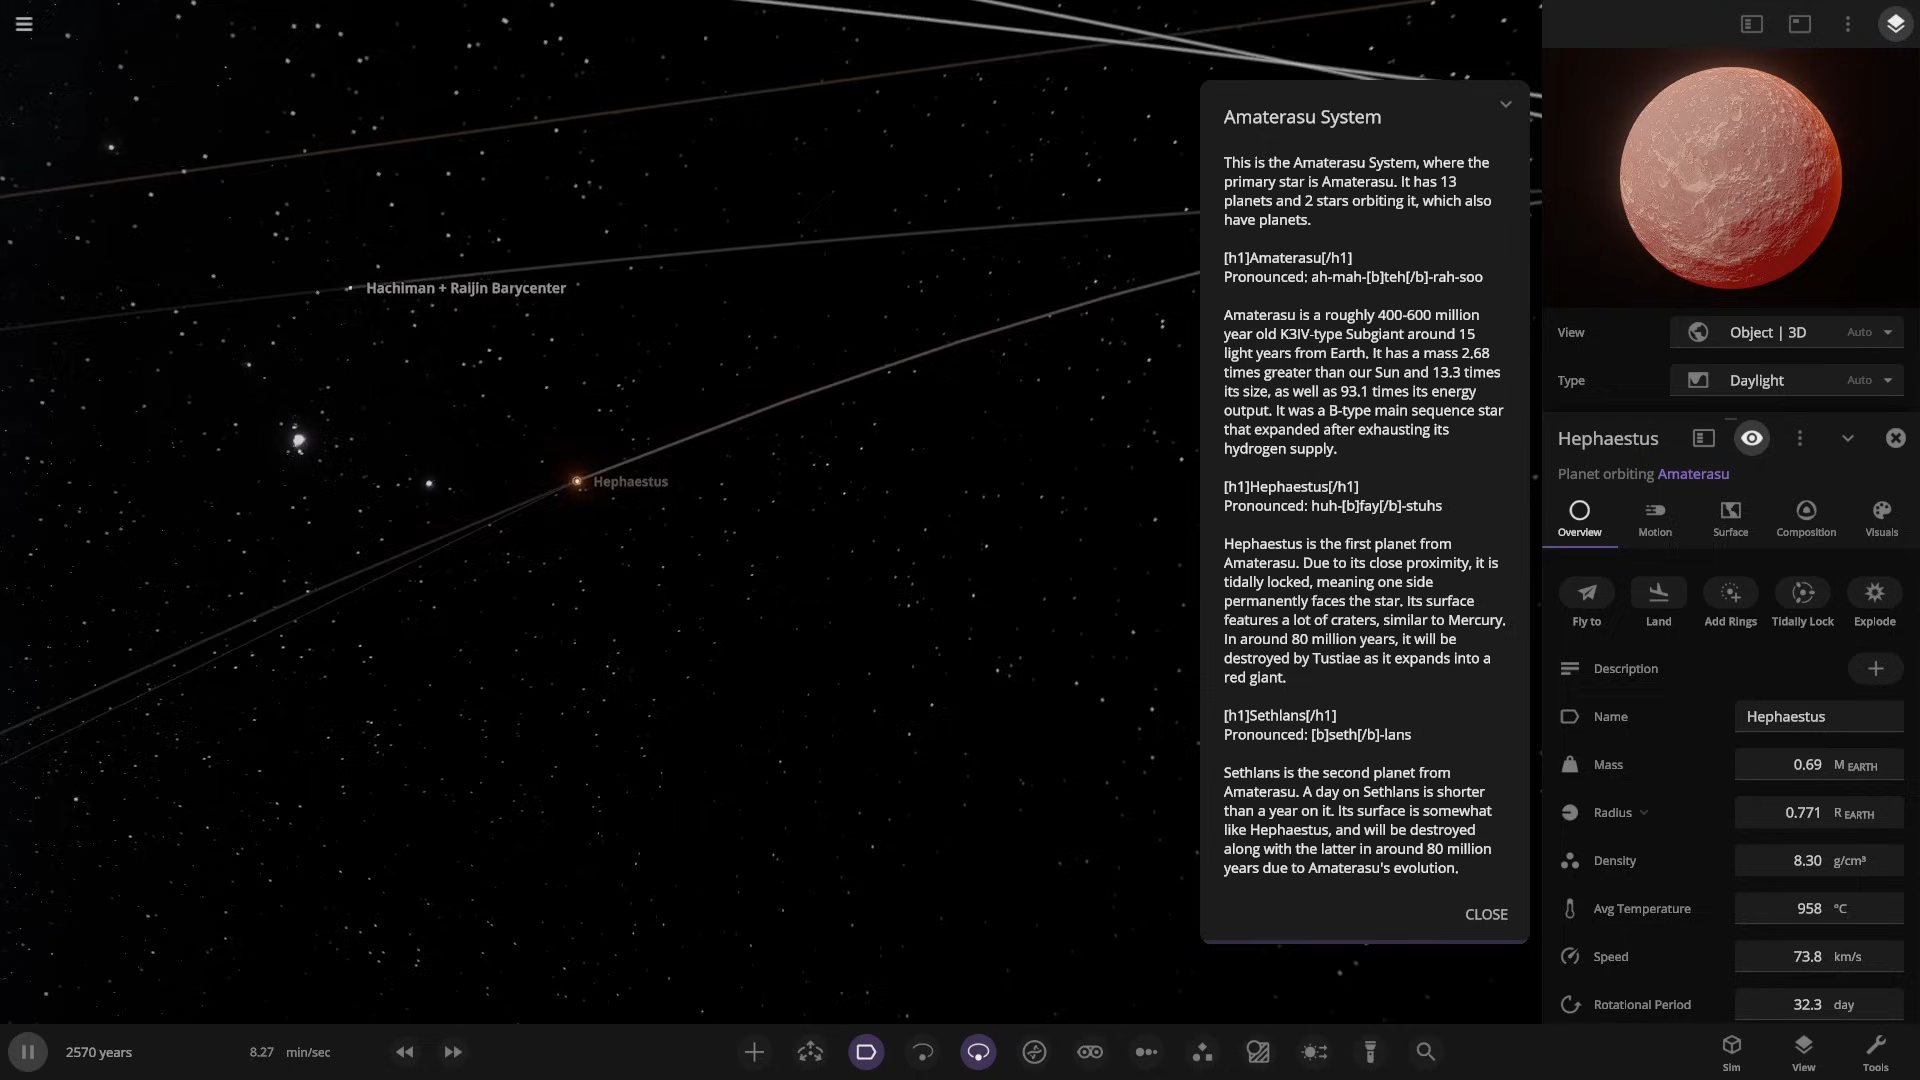 Hachiman + Raijin Barycenter
Hephaestus
Amaterasu System
This is the Amaterasu System, where the
primary star is Amaterasu. It has 13
planets and 2 stars orbiting it, which also
have planets.
[h1]Amaterasu[/h1]
Pronounced: ah-mah-[b]teh[/b]-rah-soo
Amaterasu is a roughly 400-600 million
year old K3IV-type Subgiant around 15
light years from Earth. It has a mass 2.68
times greater than our Sun and 13.3 times
its size, as well as 93.1 times its energy
output. It was a B-type main sequence star
that expanded after exhausting its
hydrogen supply.
[h1]Hephaestus[/h1]
Pronounced: huh-[b]fay[/b]-stuhs
Hephaestus is the first planet from
Amaterasu. Due to its close proximity, it is
tidally locked, meaning one side
permanently faces the star. Its surface
features a lot of craters, similar to Mercury.
In around 80 million years, it will be
destroyed by Tustiae as it expands into a
red giant.
[h1]Sethlans[/h1]
Pronounced: [b]seth[/b]-lans
Sethlans is the second planet from
Amaterasu. A day on Sethlans is shorter
than a year on it. Its surface is somewhat
like Hephaestus, and will be destroyed
along with the latter in around 80 million
years due to Amaterasu's evolution.
CLOSE
View Object | 3D Auto
Type Daylight Auto
Hephaestus
Planet orbiting Amaterasu
Overview Motion Surface Composition Visuals
Fly to Land Add Rings Tidally Lock Explode
Description
Name Hephaestus
Mass 0.69 M EARTH
Radius 0.771 R EARTH
Density 8.30 g/cm³
Avg Temperature 958 °C
Speed 73.8 km/s
Rotational Period 32.3 day
2570 years 8.27 min/sec
Sim View Tools